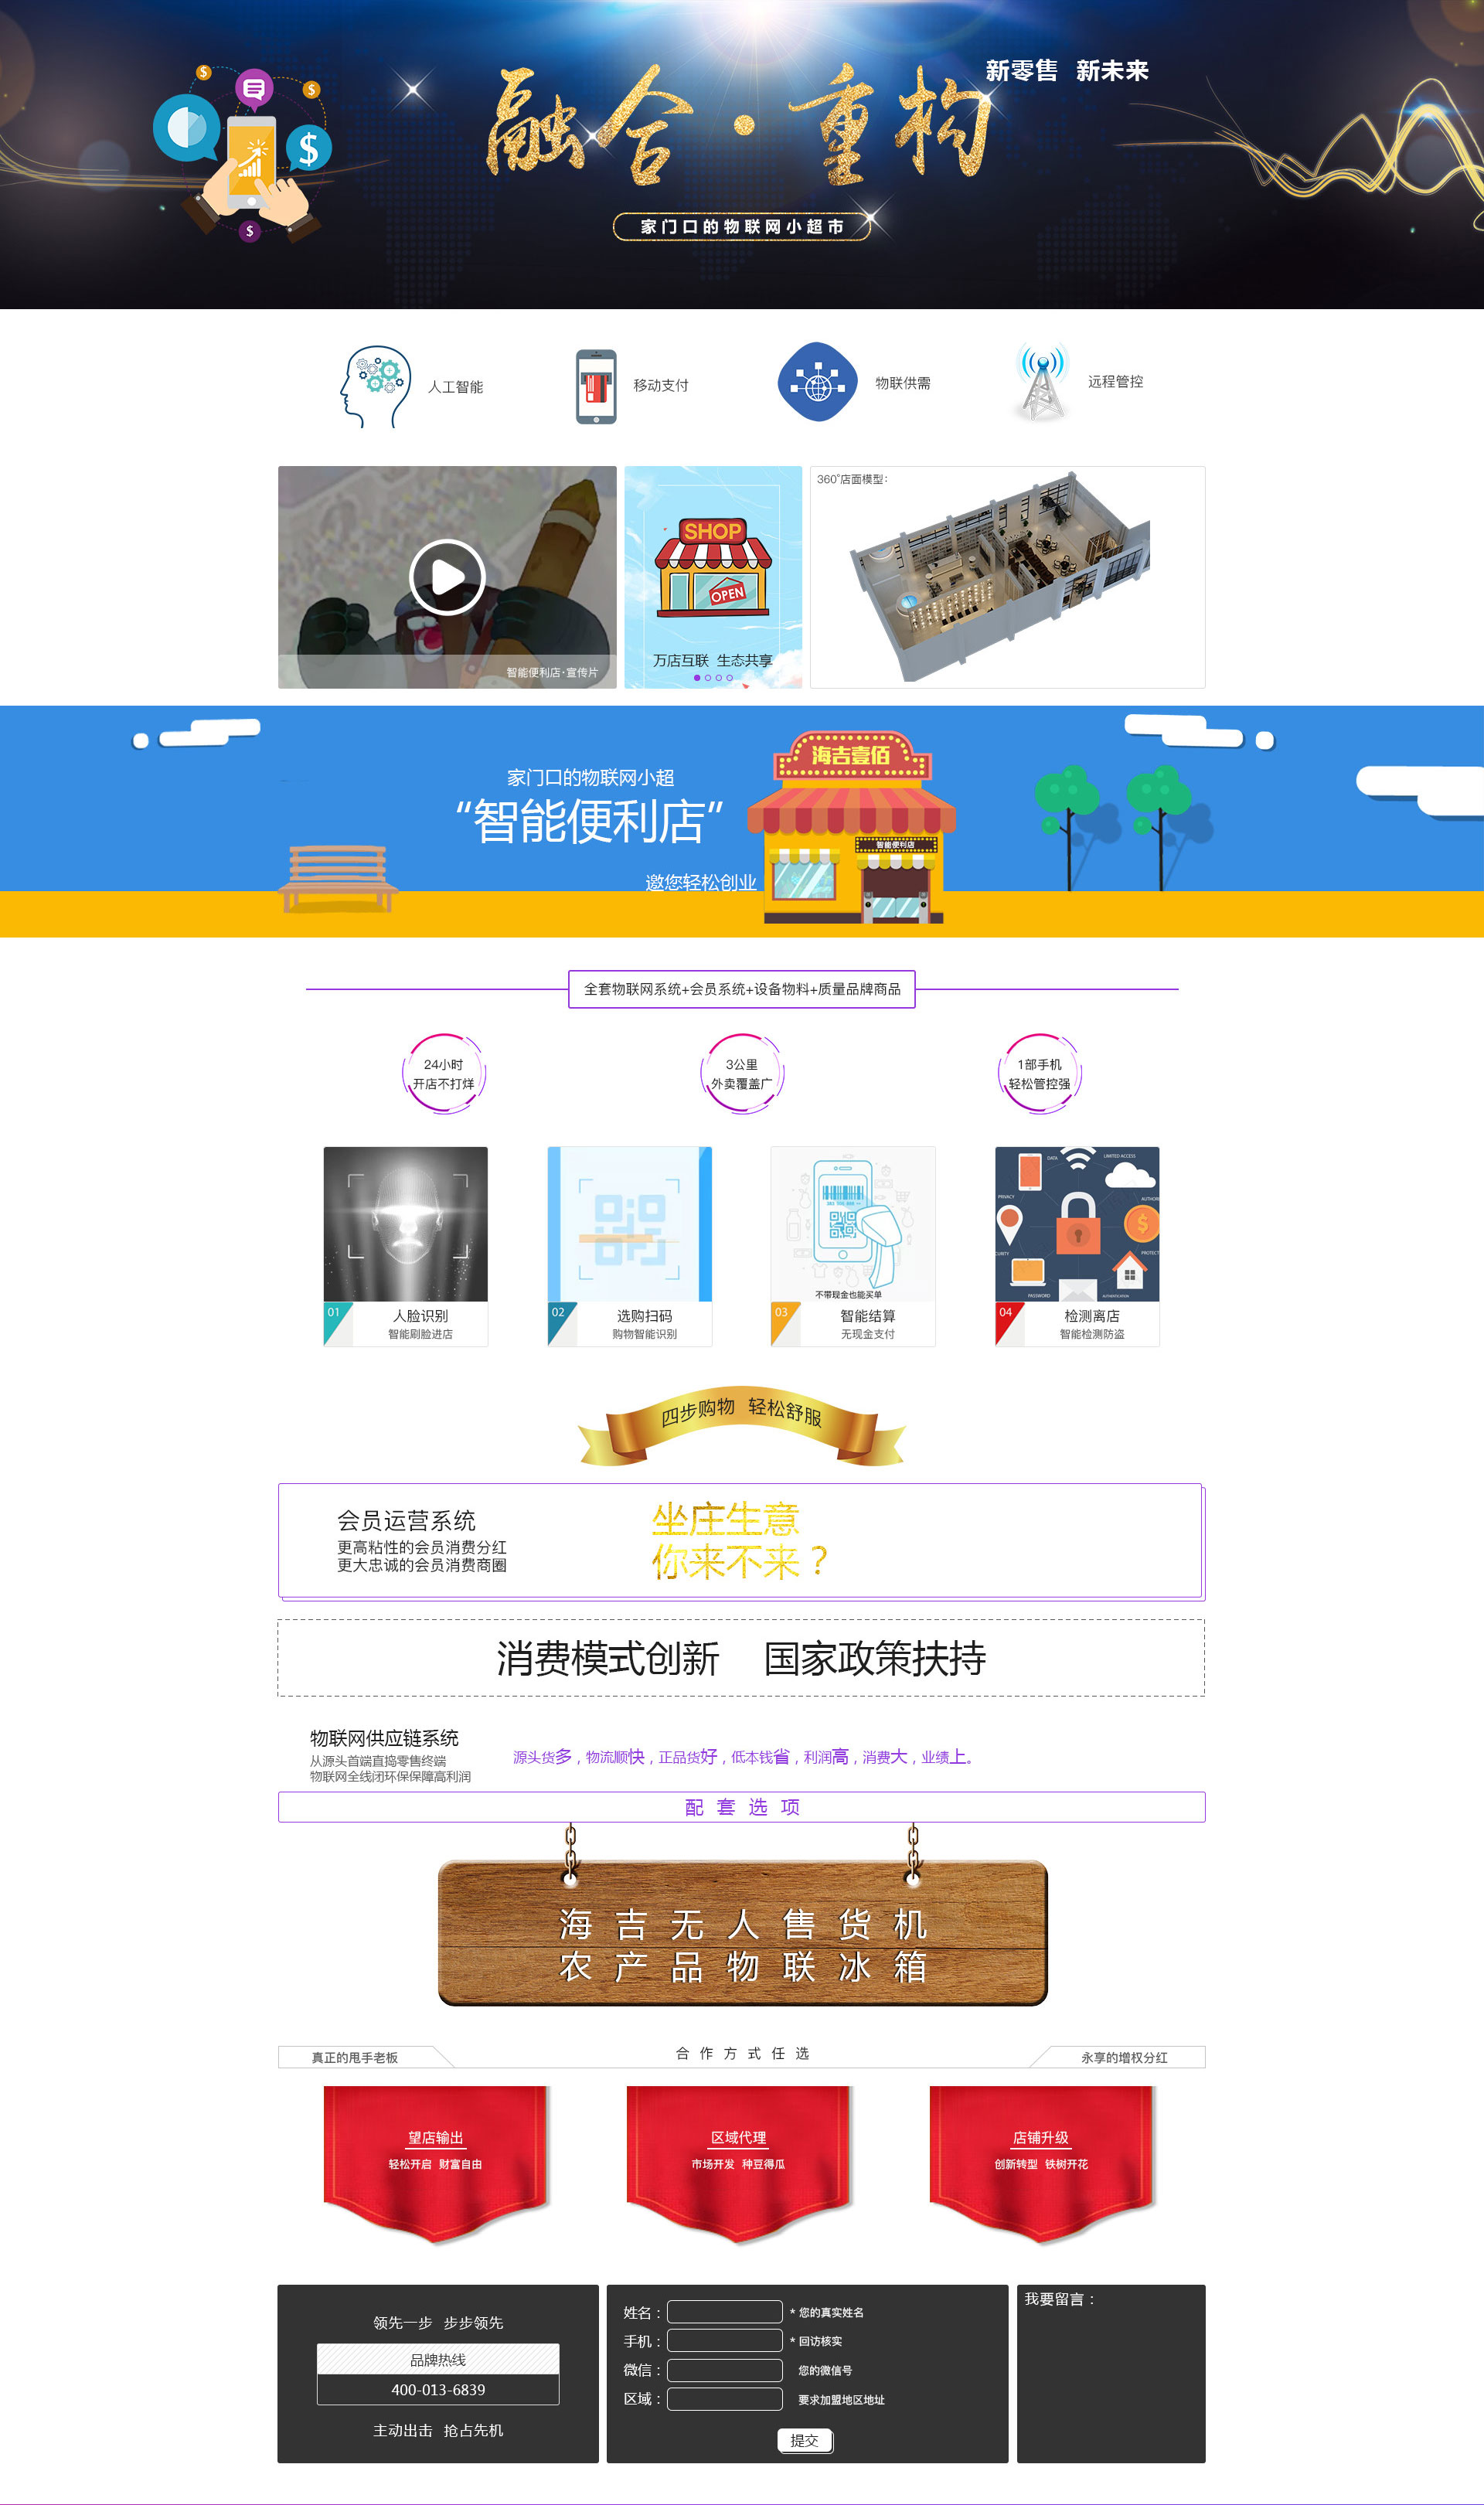 新零售 新未来
融合·重构
家门口的物联网小超市
人工智能
移动支付
物联供需
远程管控
智能便利店·宣传片
SHOP
OPEN
万店互联 生态共享
360°店面模型:
家门口的物联网小超
“智能便利店”
邀您轻松创业
海吉壹佰
智能便利店
全套物联网系统+会员系统+设备物料+质量品牌商品
24小时
开店不打烊
3公里
外卖覆盖广
1部手机
轻松管控强
不带现金也能买单
DATA
LIMITED ACCESS
PRIVACY
AUTHORI
CURITY
PROTECT
PASSWORD
AUTHENTICATION
01
人脸识别
智能刷脸进店
02
选购扫码
购物智能识别
03
智能结算
无现金支付
04
检测离店
智能检测防盗
四步购物 轻松舒服
会员运营系统
更高粘性的会员消费分红
更大忠诚的会员消费商圈
坐庄生意
你来不来？
消费模式创新 国家政策扶持
物联网供应链系统
从源头首端直捣零售终端
物联网全线闭环保保障高利润
源头货多，物流顺快，正品货好，低本钱省，利润高，消费大，业绩上。
配套选项
海吉无人售货机
农产品物联冰箱
真正的甩手老板
合作方式任选
永享的增权分红
望店输出
轻松开启 财富自由
区域代理
市场开发 种豆得瓜
店铺升级
创新转型 铁树开花
领先一步 步步领先
品牌热线
400-013-6839
主动出击 抢占先机
姓名： * 您的真实姓名
手机： * 回访核实
微信： 您的微信号
区域： 要求加盟地区地址
提交
我要留言：